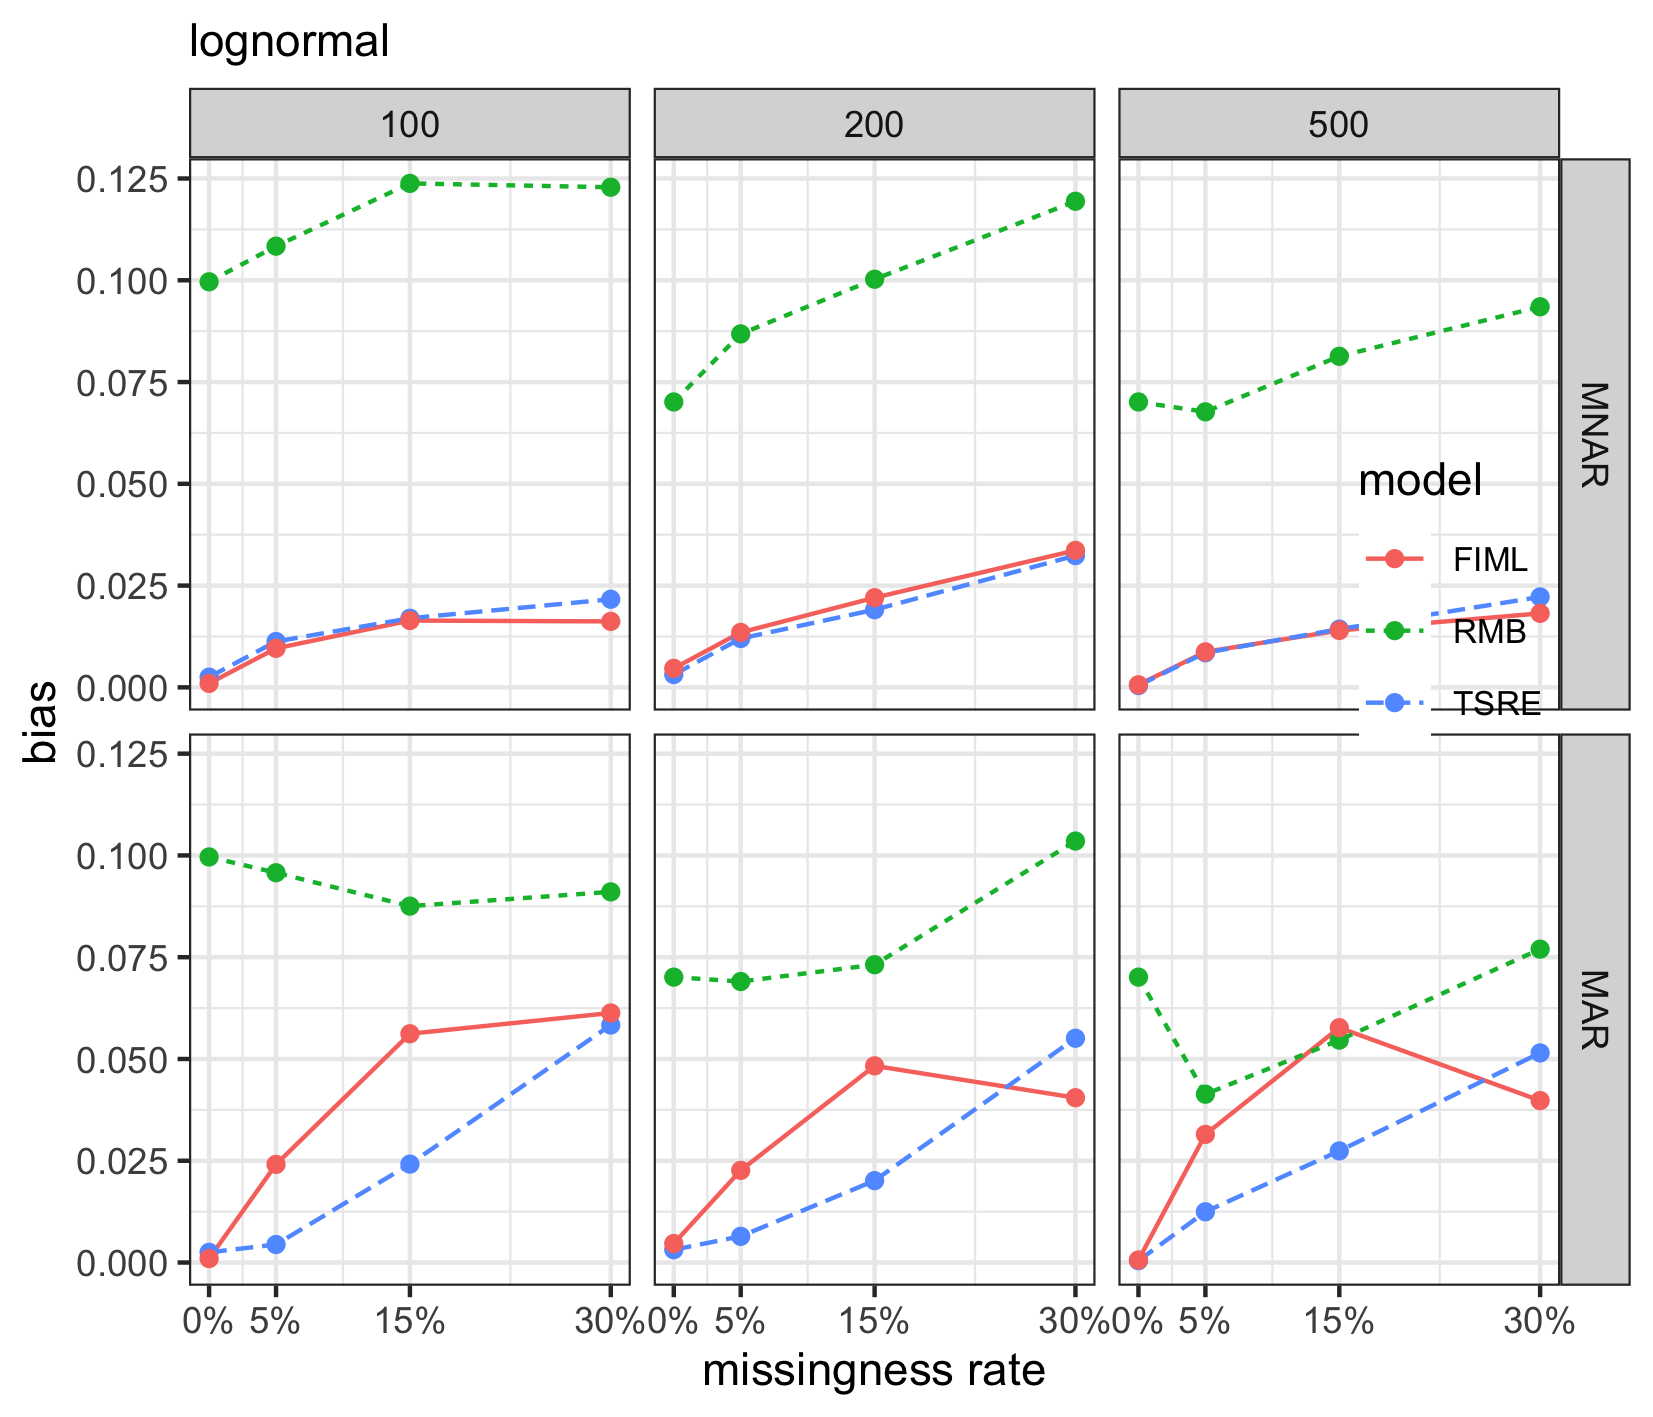 lognormal
100 200 500
0.125
0.100
0.075
0.050
0.025
0.000
MNAR
model
FIML
RMB
TSRE
bias
0.125
0.100
0.075
0.050
0.025
0.000
MAR
0% 5% 15% 30% 0% 5% 15% 30% 0% 5% 15% 30%
missingness rate